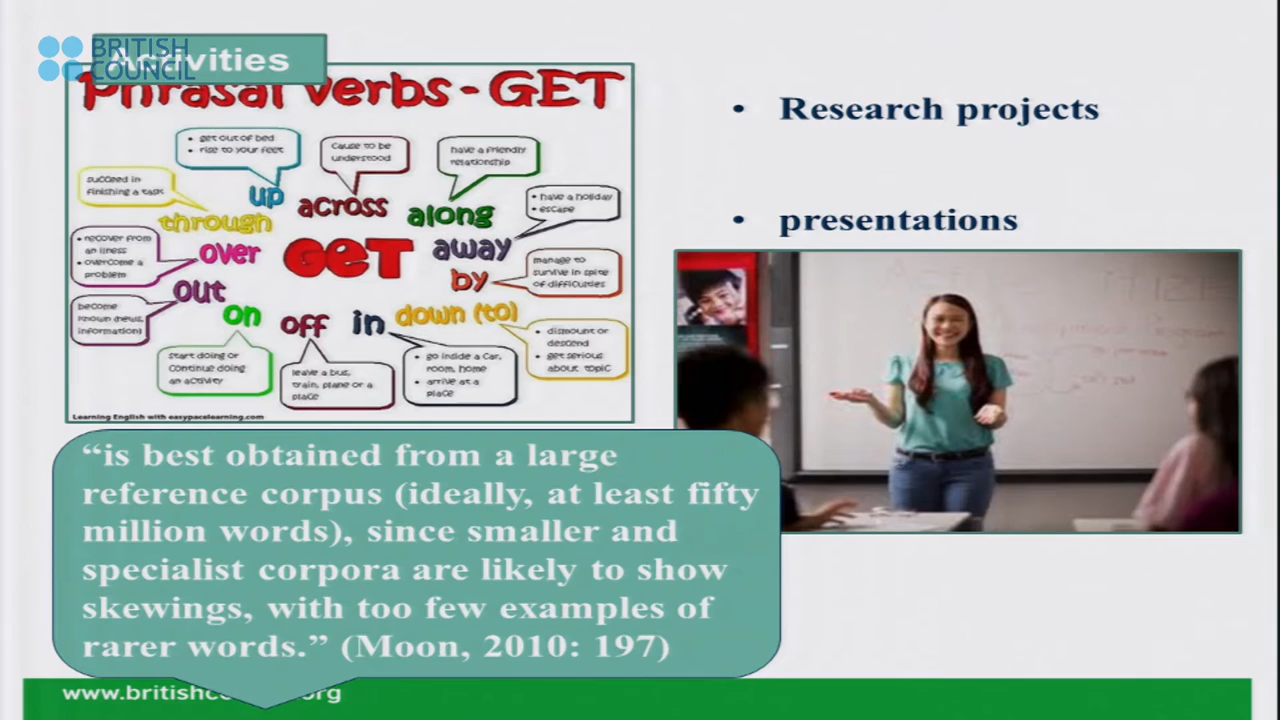 BRITISH
COUNCIL
Activities
Phrasal verbs - GET
• get out of bed
• rise to your feet
Cause to be
understood
have a friendly
relationship
succeed in
finishing a task
up
across
along
• have a holiday
• escape
through
• recover from
an illness
• overcome a
problem
over
GET
away
by
manage to
survive in spite
of difficulties
out
become
known (news,
information)
on
off
in
down (to)
• dismount or
descend
• get serious
about topic
start doing or
continue doing
an activity
leave a bus,
train, plane or a
place
• go inside a car,
room, home
• arrive at a
place
Learning English with easypacelearning.com
• Research projects
• presentations
“is best obtained from a large
reference corpus (ideally, at least fifty
million words), since smaller and
specialist corpora are likely to show
skewings, with too few examples of
rarer words.” (Moon, 2010: 197)